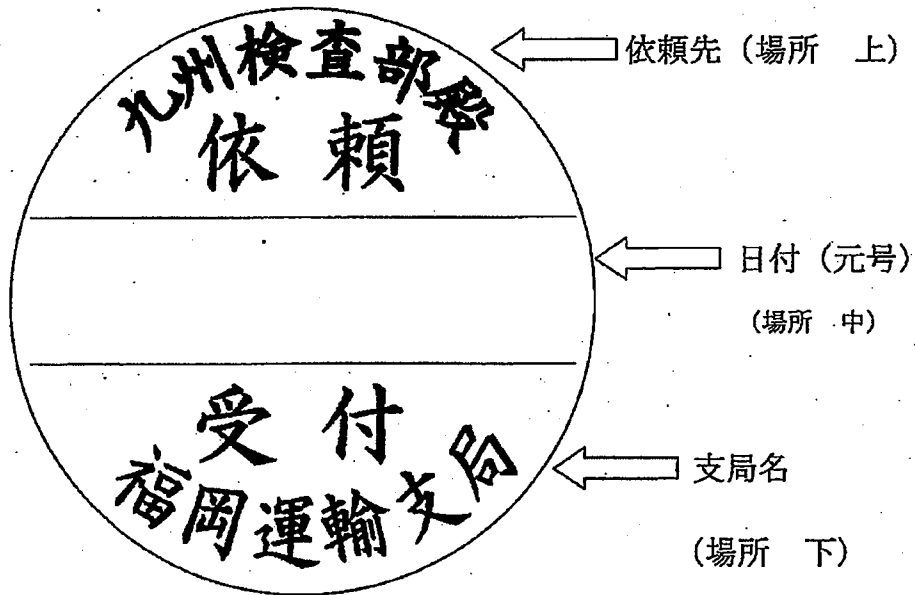 九州検査部殿
依頼先（場所　上）
依頼
日付（元号）
（場所　中）
受付
福岡運輸支局
支局名
（場所　下）